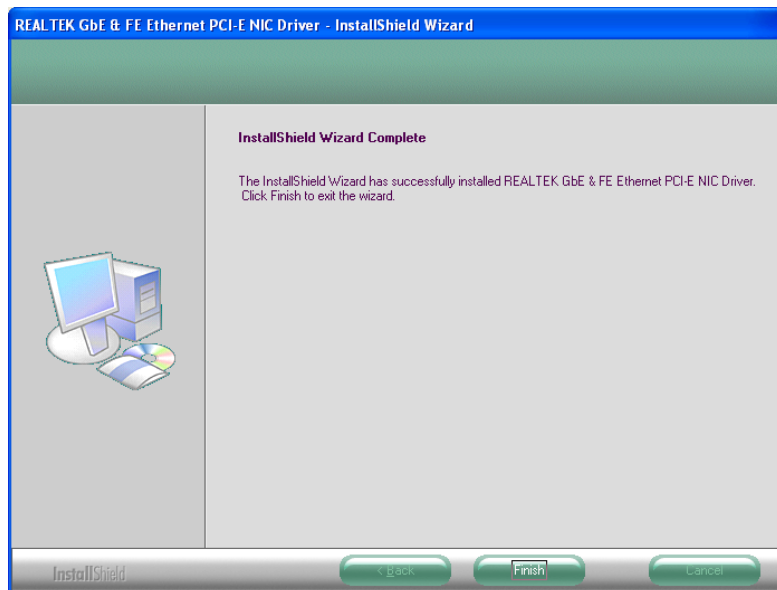 REALTEK GbE & FE Ethernet PCI-E NIC Driver - InstallShield Wizard
InstallShield Wizard Complete
The InstallShield Wizard has successfully installed REALTEK GbE & FE Ethernet PCI-E NIC Driver.
Click Finish to exit the wizard.
InstallShield
< Back
Finish
Cancel